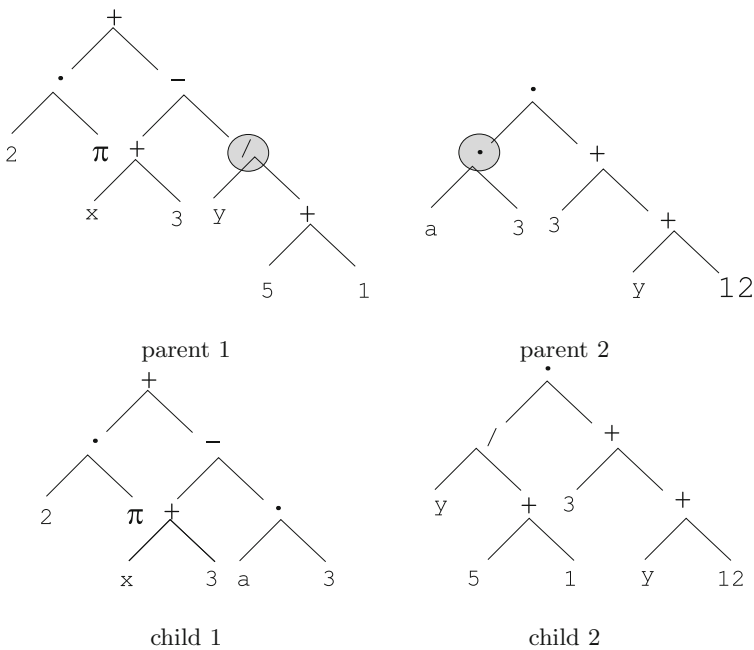 +
· −
·
2 π + /
· +
x 3 y +
a 3 3 +
5 1
y 12
parent 1 parent 2
+ ·
· − / +
2 π + · y + 3 +
x 3 a 3 5 1 y 12
child 1 child 2